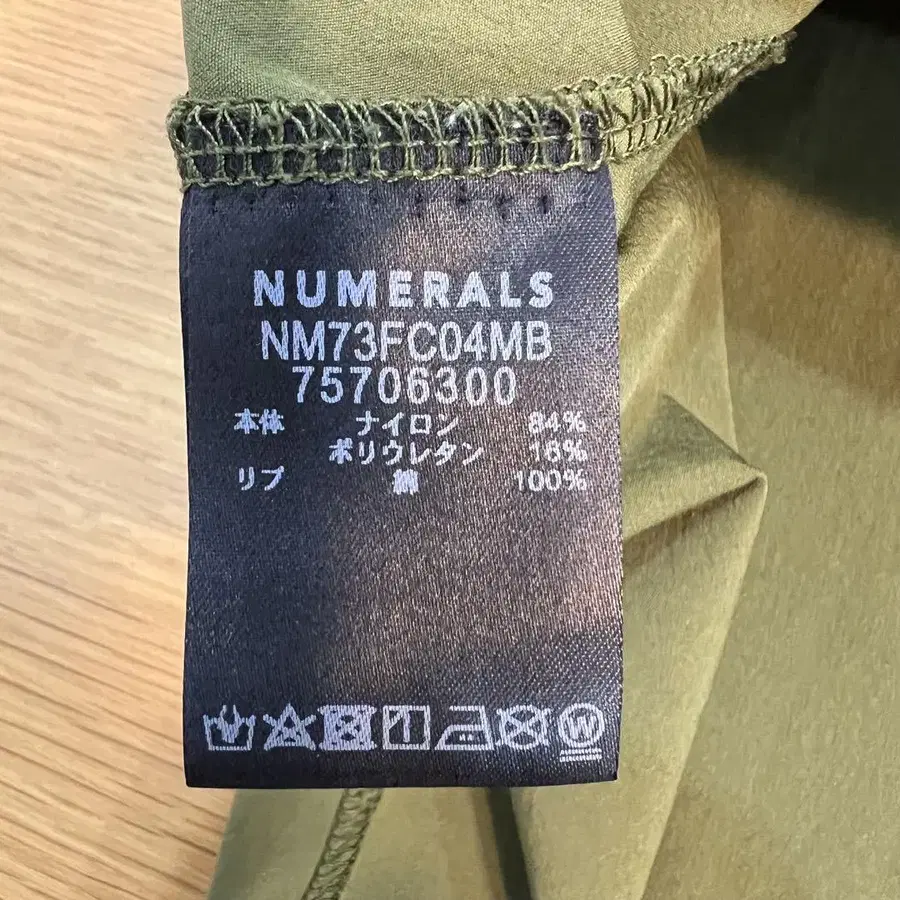 NUMERALS
NM73FC04MB
75706300
本体 ナイロン 84%
ポリウレタン 16%
リブ 綿 100%
W